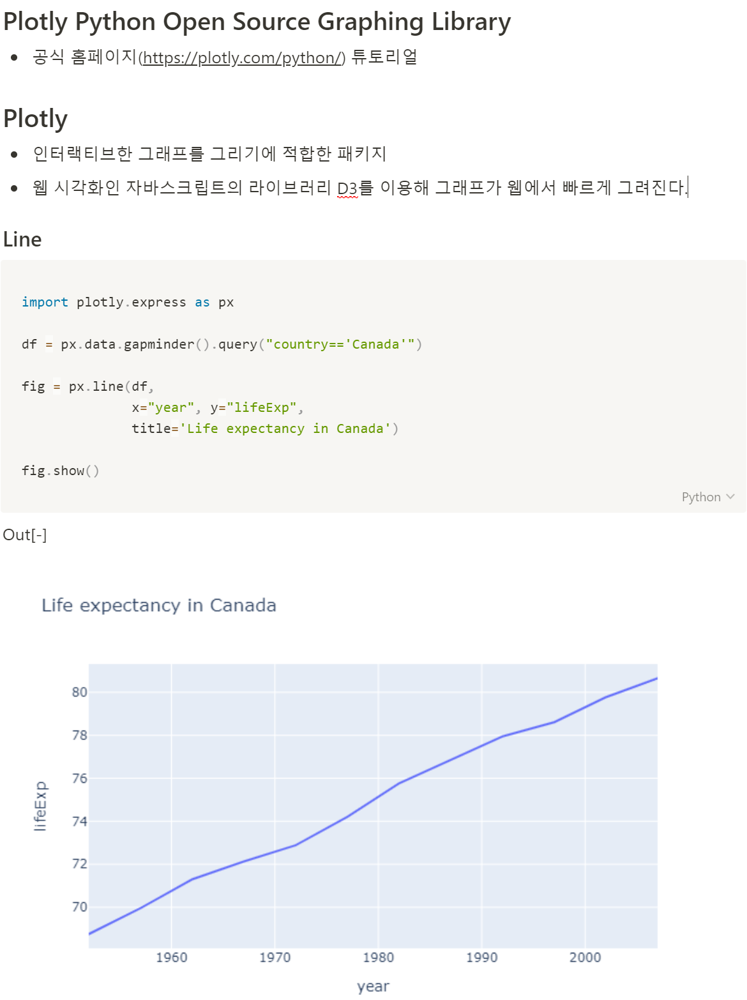 Plotly Python Open Source Graphing Library
• 공식 홈페이지(https://plotly.com/python/) 튜토리얼
Plotly
• 인터랙티브한 그래프를 그리기에 적합한 패키지
• 웹 시각화인 자바스크립트의 라이브러리 D3를 이용해 그래프가 웹에서 빠르게 그려진다.
Line
import plotly.express as px
df = px.data.gapminder().query("country=='Canada'")
fig = px.line(df,
              x="year", y="lifeExp",
              title='Life expectancy in Canada')
fig.show()
Python
Out[-]
Life expectancy in Canada
80
78
76
74
72
70
lifeExp
1960 1970 1980 1990 2000
year